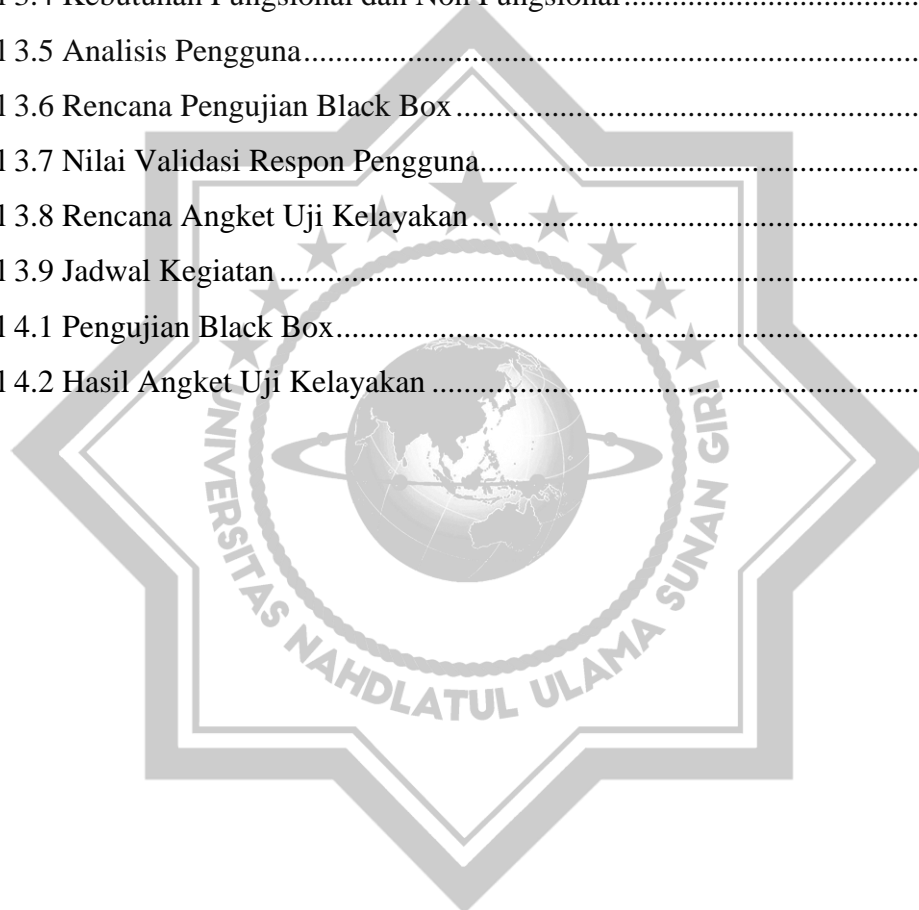 l 3.4 Kebutuhan Fungsional dan Non Fungsional................................
l 3.5 Analisis Pengguna................................................................
l 3.6 Rencana Pengujian Black Box................................................
l 3.7 Nilai Validasi Respon Pengguna............................................
l 3.8 Rencana Angket Uji Kelayakan..............................................
l 3.9 Jadwal Kegiatan..................................................................
l 4.1 Pengujian Black Box............................................................
l 4.2 Hasil Angket Uji Kelayakan..................................................
UNIVERSITAS NAHDLATUL ULAMA SUNAN GIRI